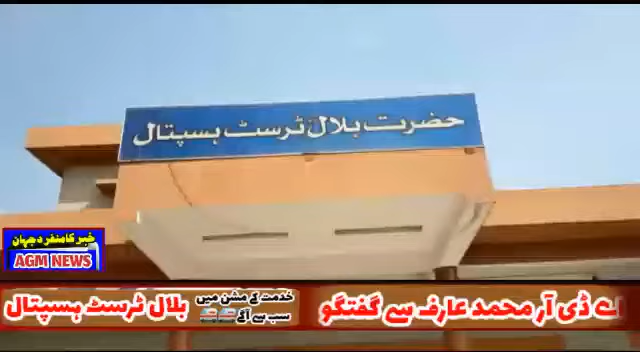 حضرت بلال ٹرسٹ ہسپتال
خبر کا منفرد جہان
AGM NEWS
اے ڈی آر محمد عارف سے گفتگو
خدمت کے مشن میں
سب سے آگے
بلال ٹرسٹ ہسپتال